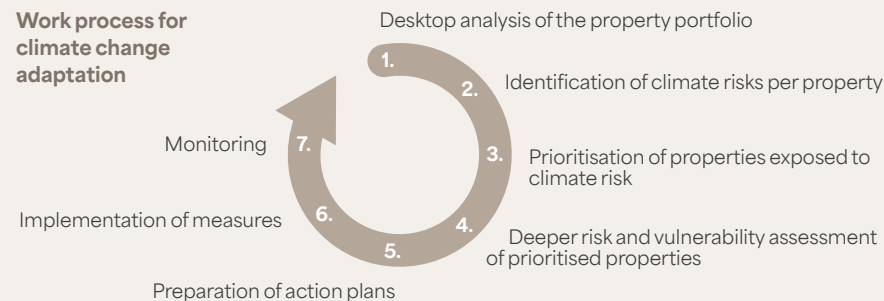 Work process for
climate change
adaptation
Desktop analysis of the property portfolio
1.
2.
Identification of climate risks per property
3.
Prioritisation of properties exposed to
climate risk
4.
Deeper risk and vulnerability assessment
of prioritised properties
5.
Preparation of action plans
6.
Implementation of measures
7.
Monitoring